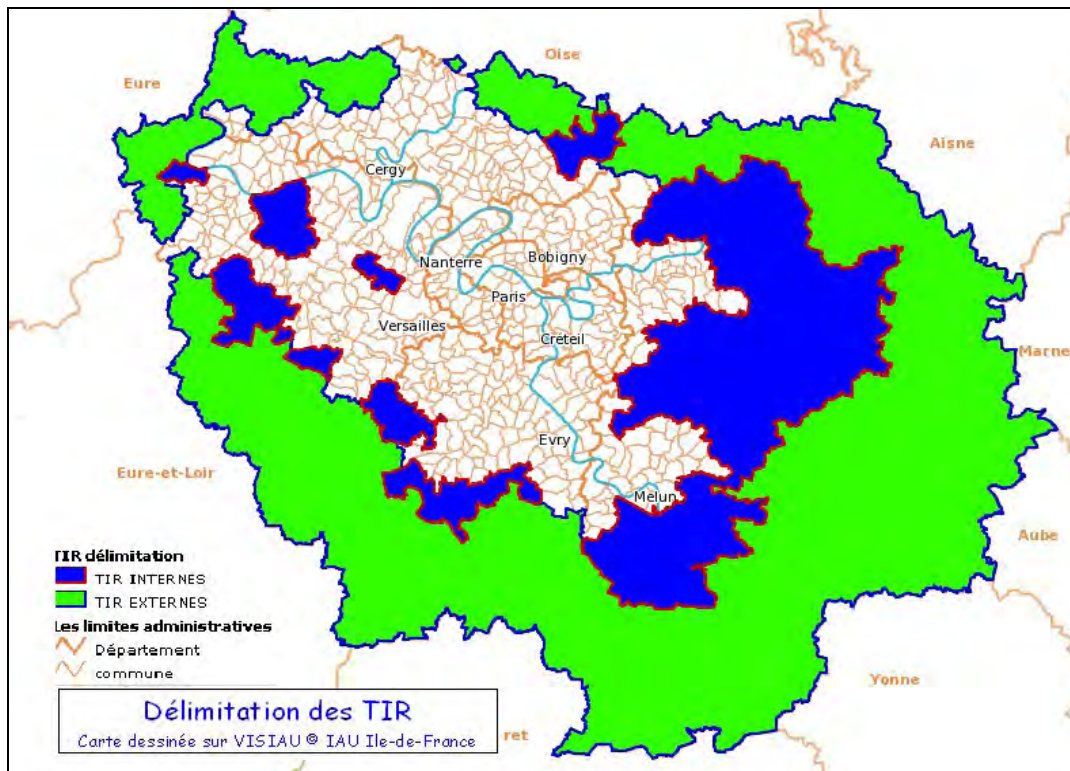 Oise
Eure
Aisne
Cergy
Nanterre
Bobigny
Paris
Versailles
Créteil
Marne
Evry
Eure-et-Loir
Melun
Aube
TIR délimitation
TIR INTERNES
TIR EXTERNES
Les limites administratives
Département
commune
Yonne
Délimitation des TIR
Carte dessinée sur VISIAU © IAU Ile-de-France
ret